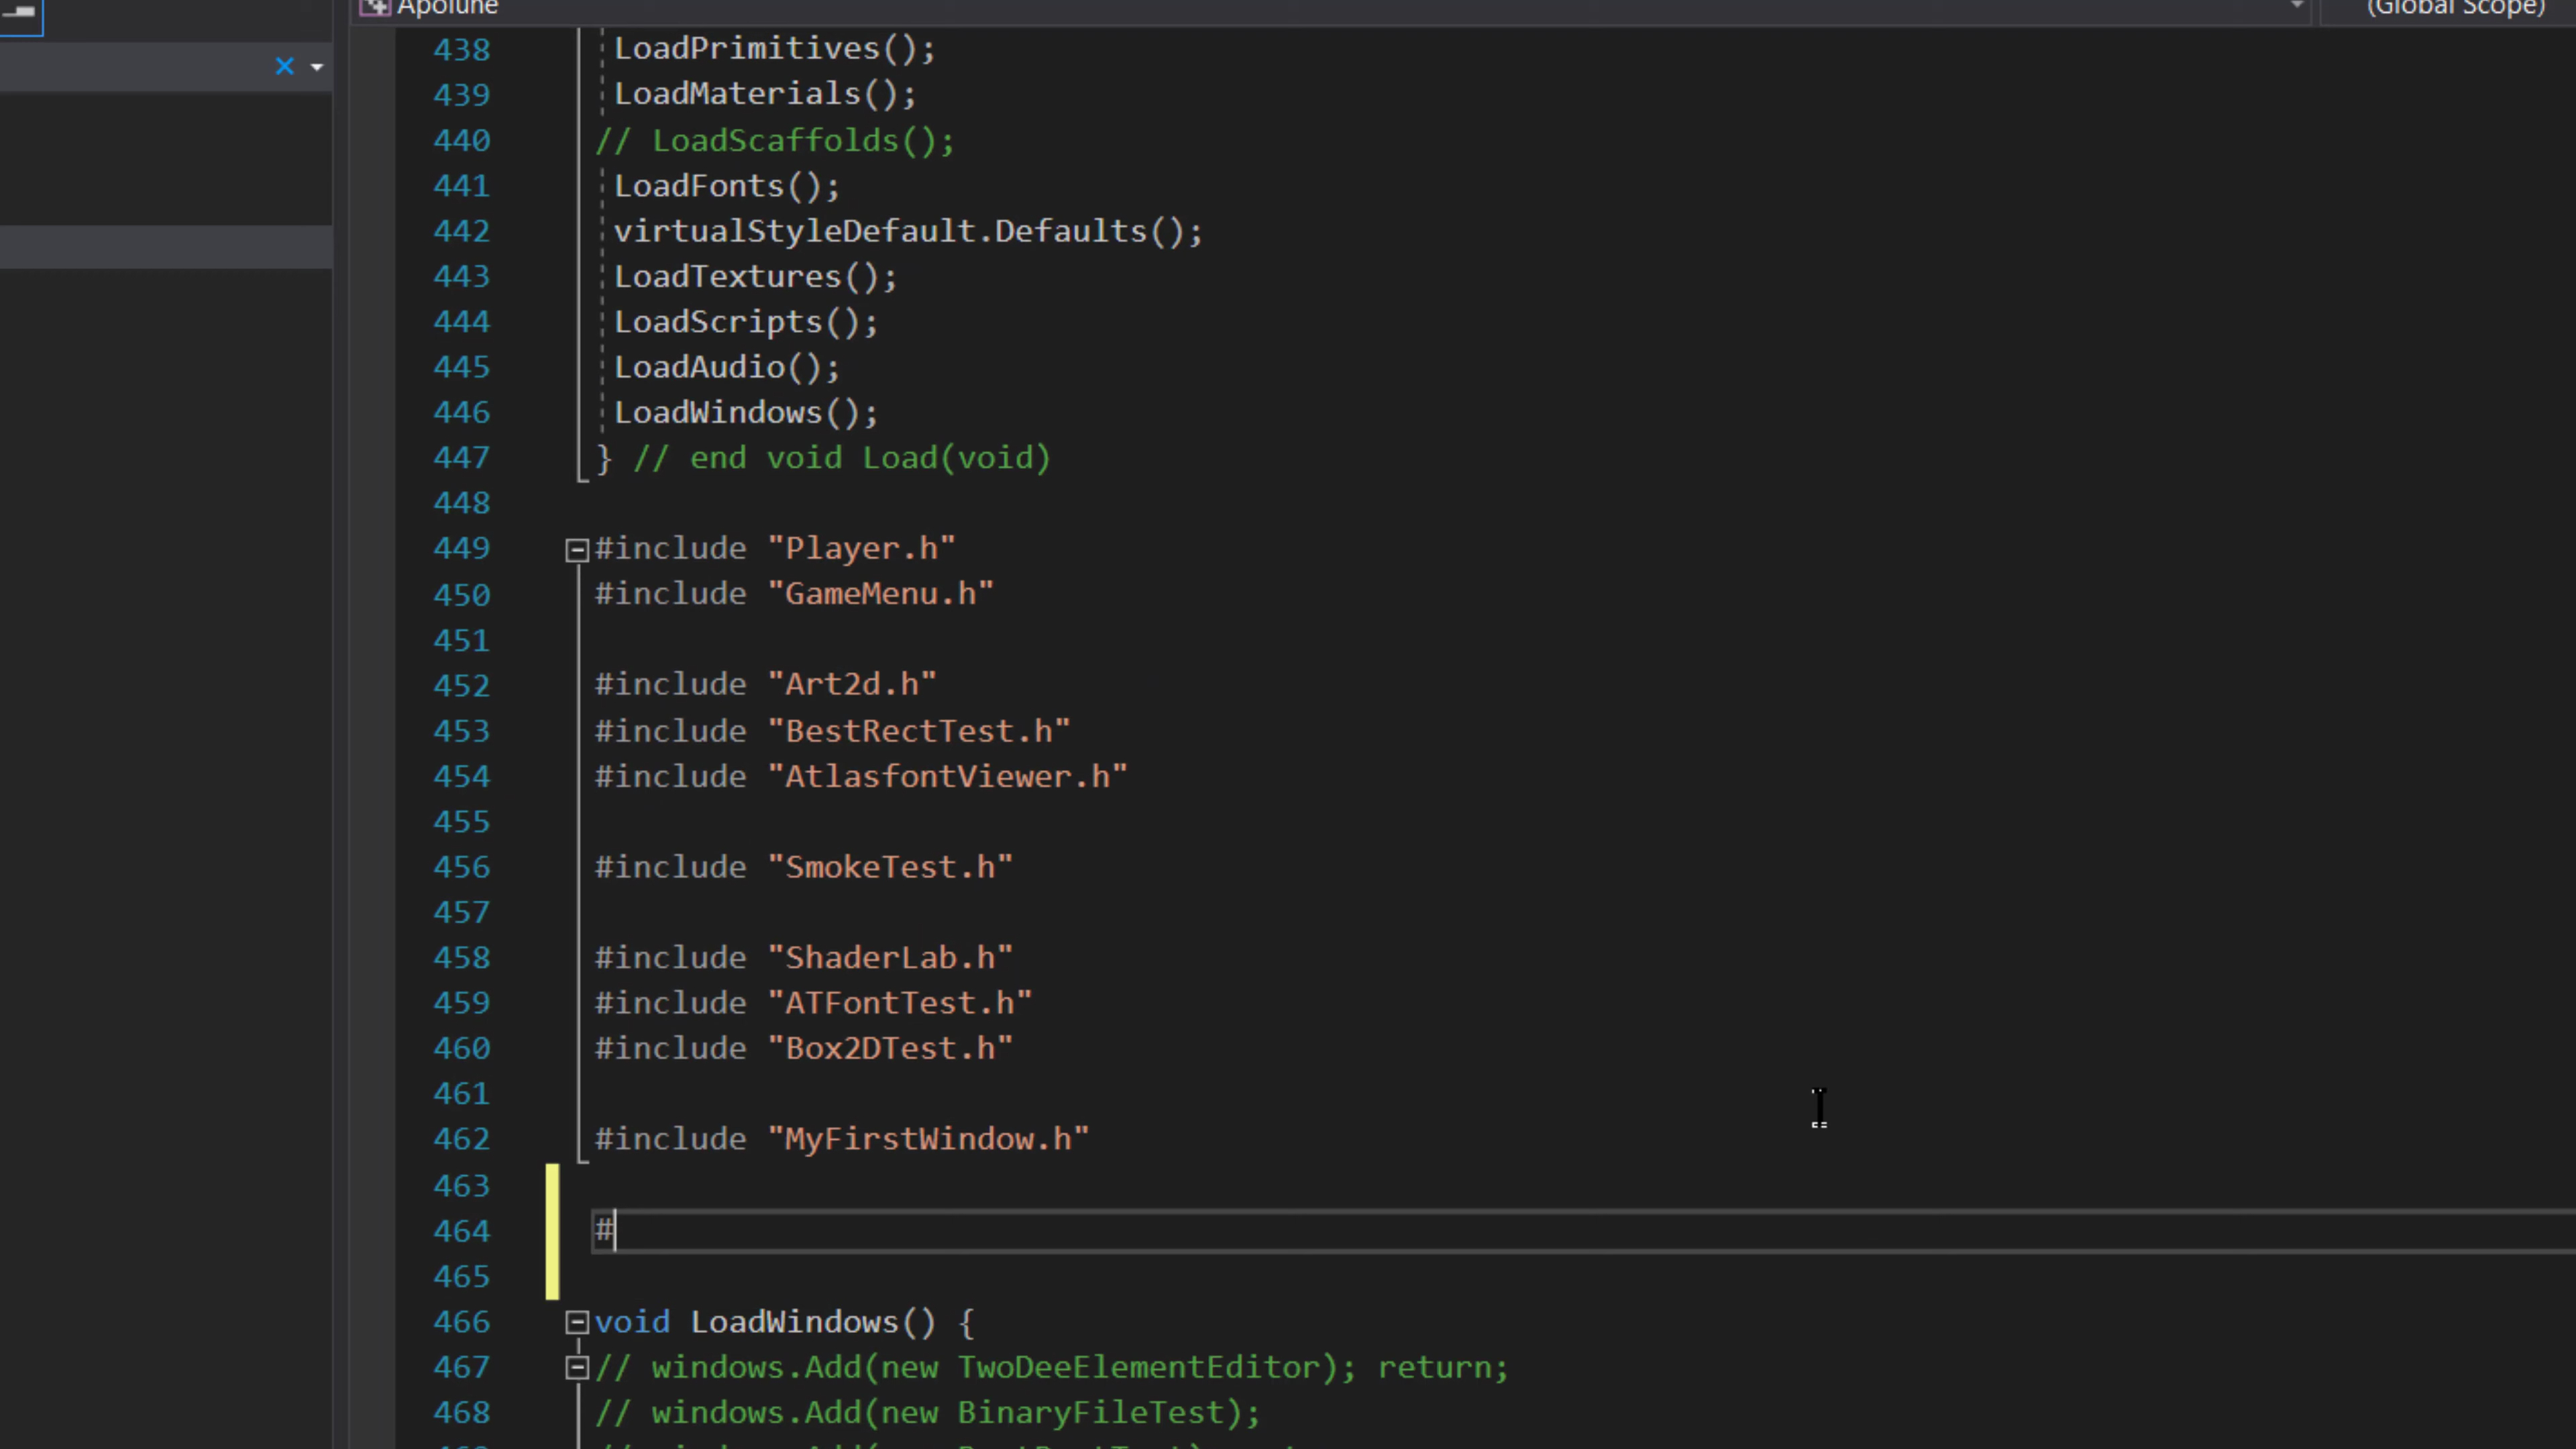 Apolune
(Global Scope)
438 LoadPrimitives();
439 LoadMaterials();
440 // LoadScaffolds();
441 LoadFonts();
442 virtualStyleDefault.Defaults();
443 LoadTextures();
444 LoadScripts();
445 LoadAudio();
446 LoadWindows();
447 } // end void Load(void)
448
449 #include "Player.h"
450 #include "GameMenu.h"
451
452 #include "Art2d.h"
453 #include "BestRectTest.h"
454 #include "AtlasfontViewer.h"
455
456 #include "SmokeTest.h"
457
458 #include "ShaderLab.h"
459 #include "ATFontTest.h"
460 #include "Box2DTest.h"
461
462 #include "MyFirstWindow.h"
463
464 #
465
466 void LoadWindows() {
467 // windows.Add(new TwoDeeElementEditor); return;
468 // windows.Add(new BinaryFileTest);